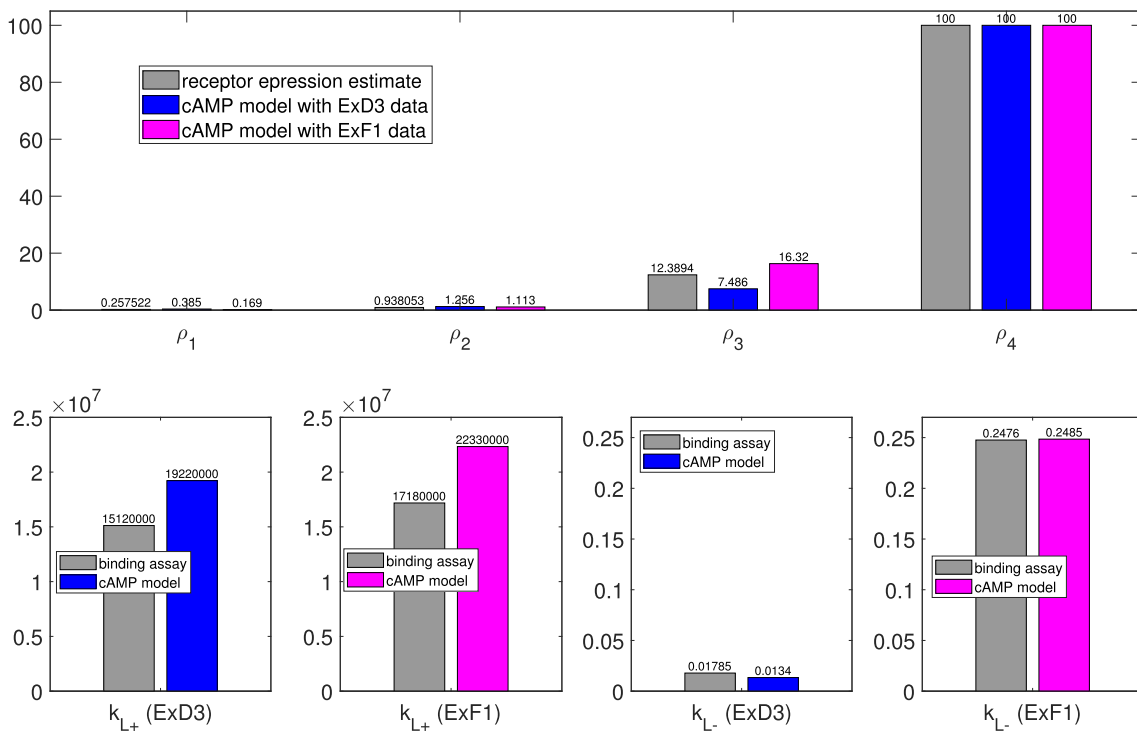 100
80
60
40
20
0
receptor epression estimate
cAMP model with ExD3 data
cAMP model with ExF1 data
0.257522 0.385 0.169
0.938053 1.256 1.113
12.3894 7.486 16.32
100 100 100
ρ1 ρ2 ρ3 ρ4
×10^7
2.5
2
1.5
1
0.5
0
15120000 19220000
binding assay
cAMP model
k_{L+} (ExD3)
×10^7
2.5
2
1.5
1
0.5
0
17180000 22330000
binding assay
cAMP model
k_{L+} (ExF1)
0.25
0.2
0.15
0.1
0.05
0
binding assay
cAMP model
0.01785 0.0134
k_{L-} (ExD3)
0.25
0.2
0.15
0.1
0.05
0
0.2476 0.2485
binding assay
cAMP model
k_{L-} (ExF1)